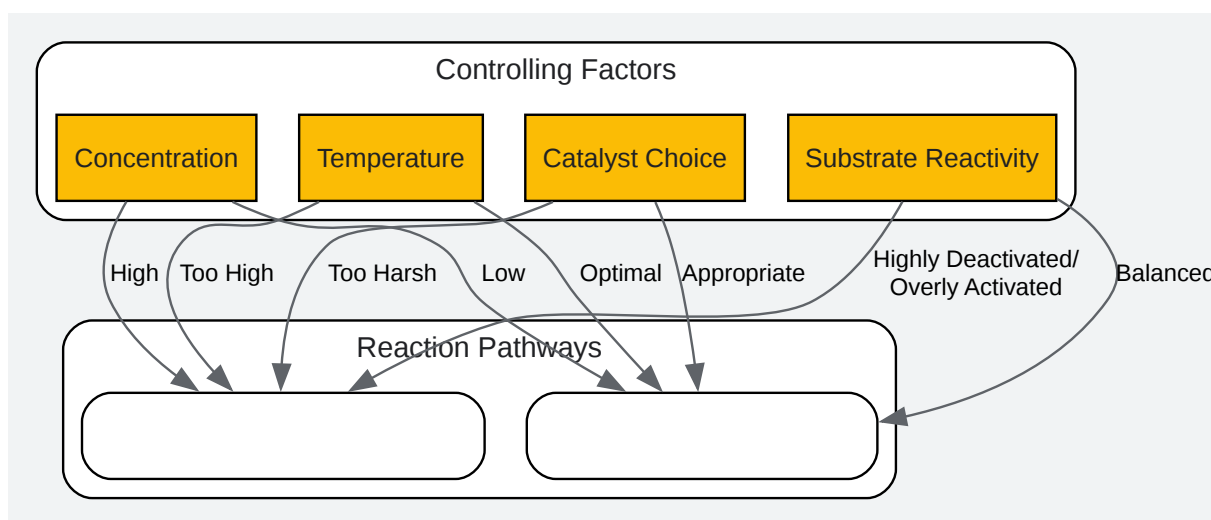 Controlling Factors
Concentration
Temperature
Catalyst Choice
Substrate Reactivity
High
Too High
Too Harsh
Low
Optimal
Appropriate
Highly Deactivated/
Overly Activated
Balanced
Reaction Pathways